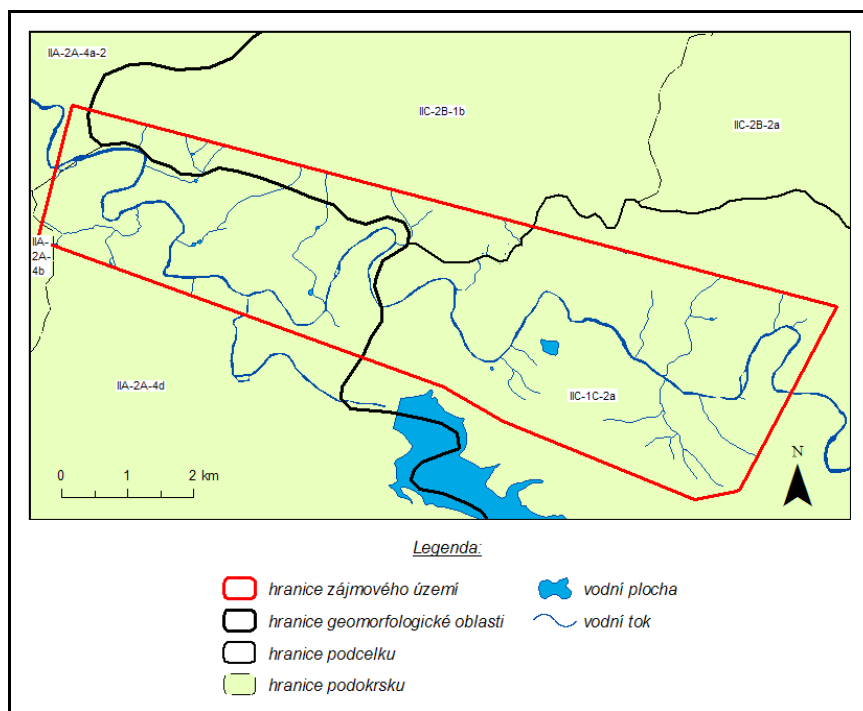 IIA-2A-4a-2
IIC-2B-1b
IIC-2B-2a
IIA-
2A-
4b
IIA-2A-4d
IIC-1C-2a
N
0 1 2 km
Legenda:
hranice zájmového území
vodní plocha
hranice geomorfologické oblasti
vodní tok
hranice podcelku
hranice podokrsku